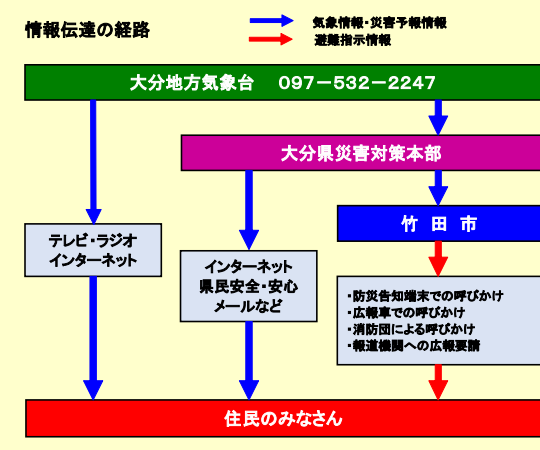 情報伝達の経路
気象情報・災害予報情報
避難指示情報
大分地方気象台　097－532－2247
大分県災害対策本部
竹　田　市
テレビ・ラジオ
インターネット
インターネット
県民安全・安心
メールなど
・防災告知端末での呼びかけ
・広報車での呼びかけ
・消防団による呼びかけ
・報道機関への広報要請
住民のみなさん